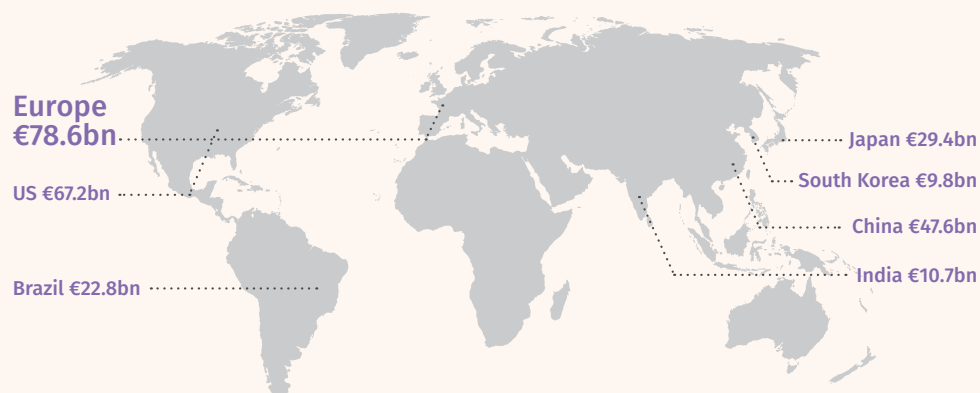 Europe
€78.6bn
US €67.2bn
Brazil €22.8bn
Japan €29.4bn
South Korea €9.8bn
China €47.6bn
India €10.7bn